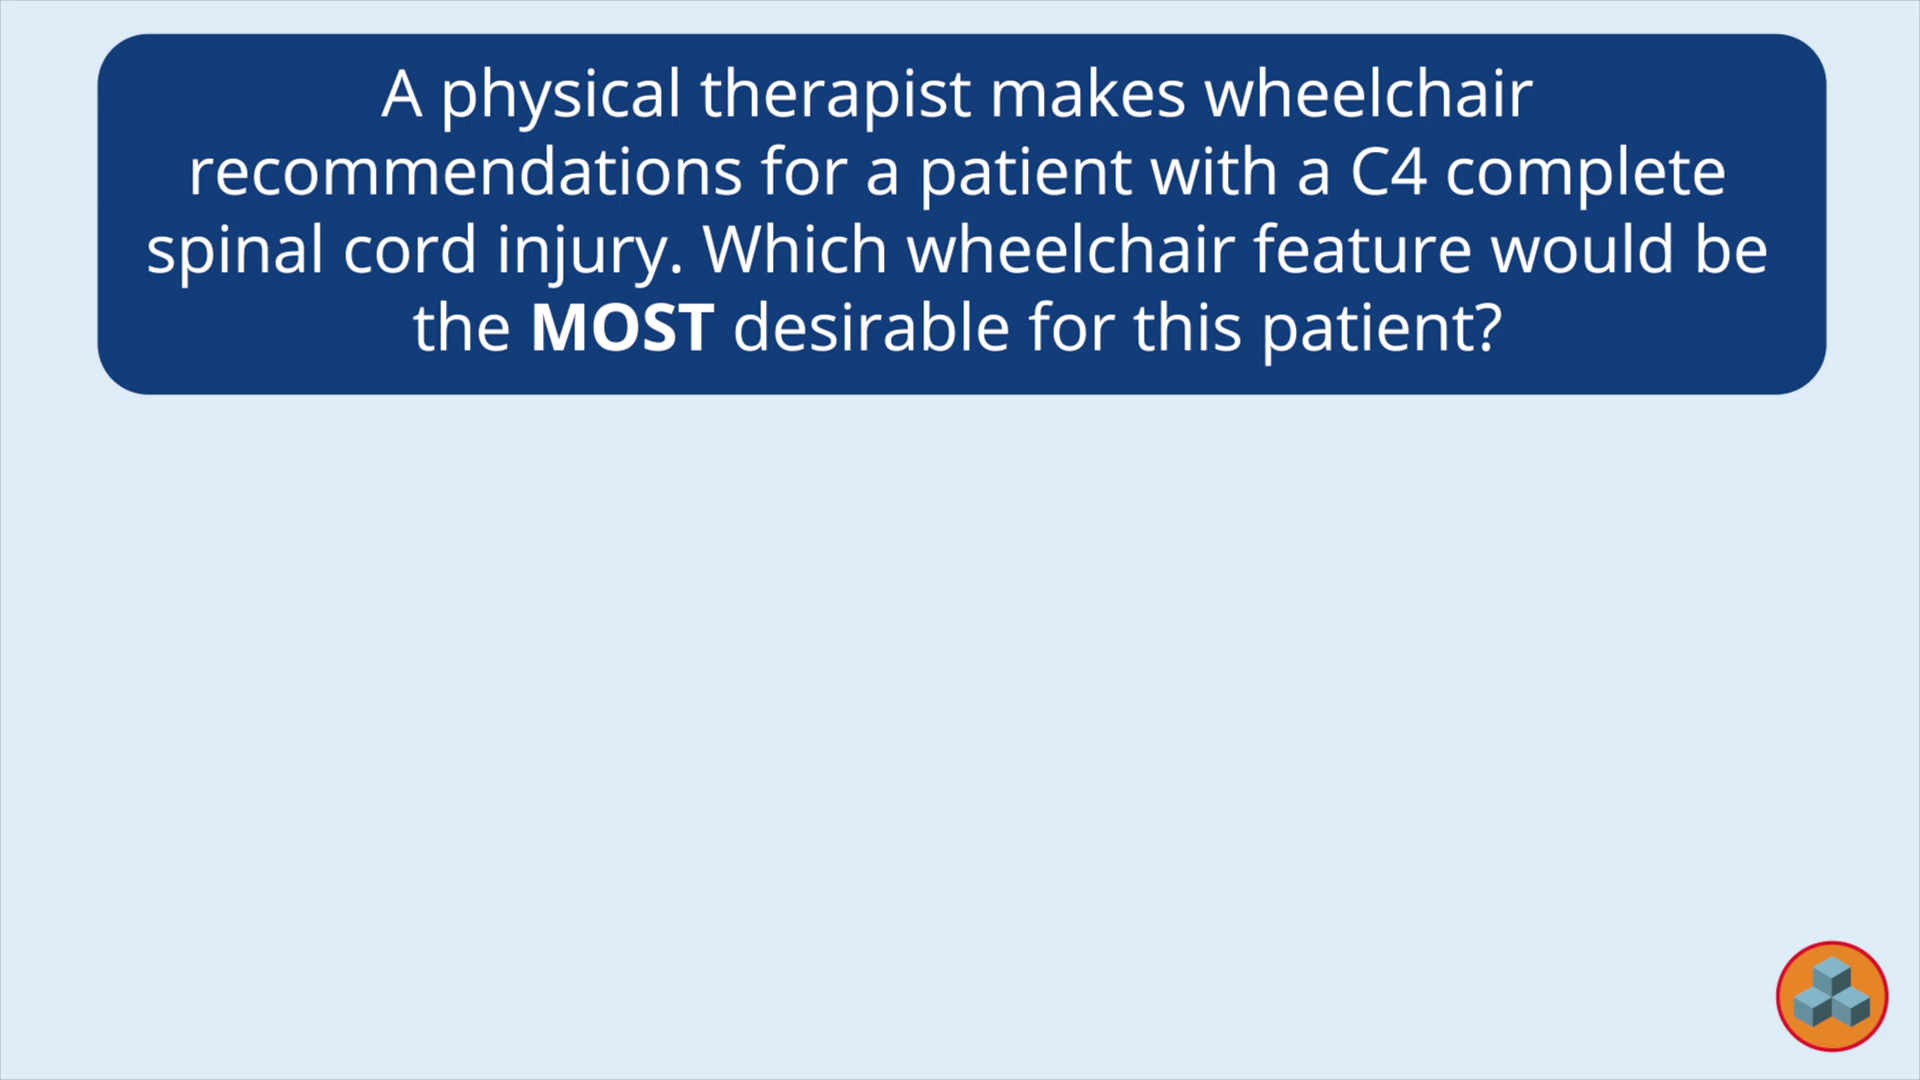 A physical therapist makes wheelchair
recommendations for a patient with a C4 complete
spinal cord injury. Which wheelchair feature would be
the MOST desirable for this patient?